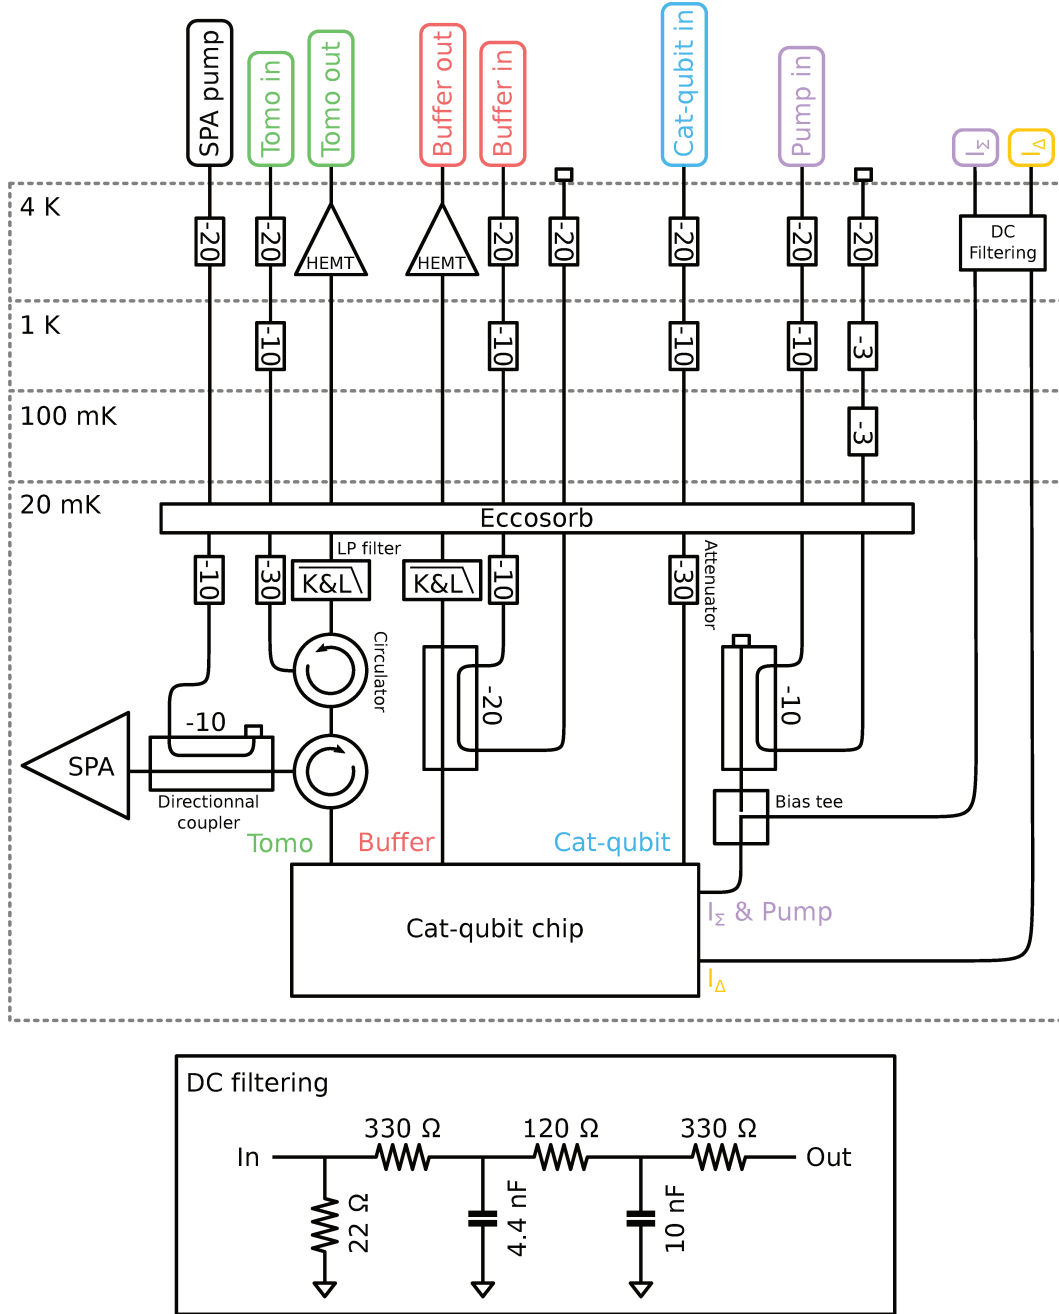 SPA pump
Tomo in
Tomo out
Buffer out
Buffer in
Cat-qubit in
Pump in
IΣ
IΔ
4 K
-20
-20
HEMT
HEMT
-20
-20
-20
-20
-20
DC
Filtering
1 K
-10
-10
-10
-10
-3
100 mK
-3
20 mK
Eccosorb
-10
-30
LP filter
K&L
K&L
-10
-30
Attenuator
Circulator
-20
-10
-10
SPA
Directionnal
coupler
Bias tee
Tomo
Buffer
Cat-qubit
Cat-qubit chip
IΣ & Pump
IΔ
DC filtering
330 Ω
120 Ω
330 Ω
In
Out
22 Ω
4.4 nF
10 nF